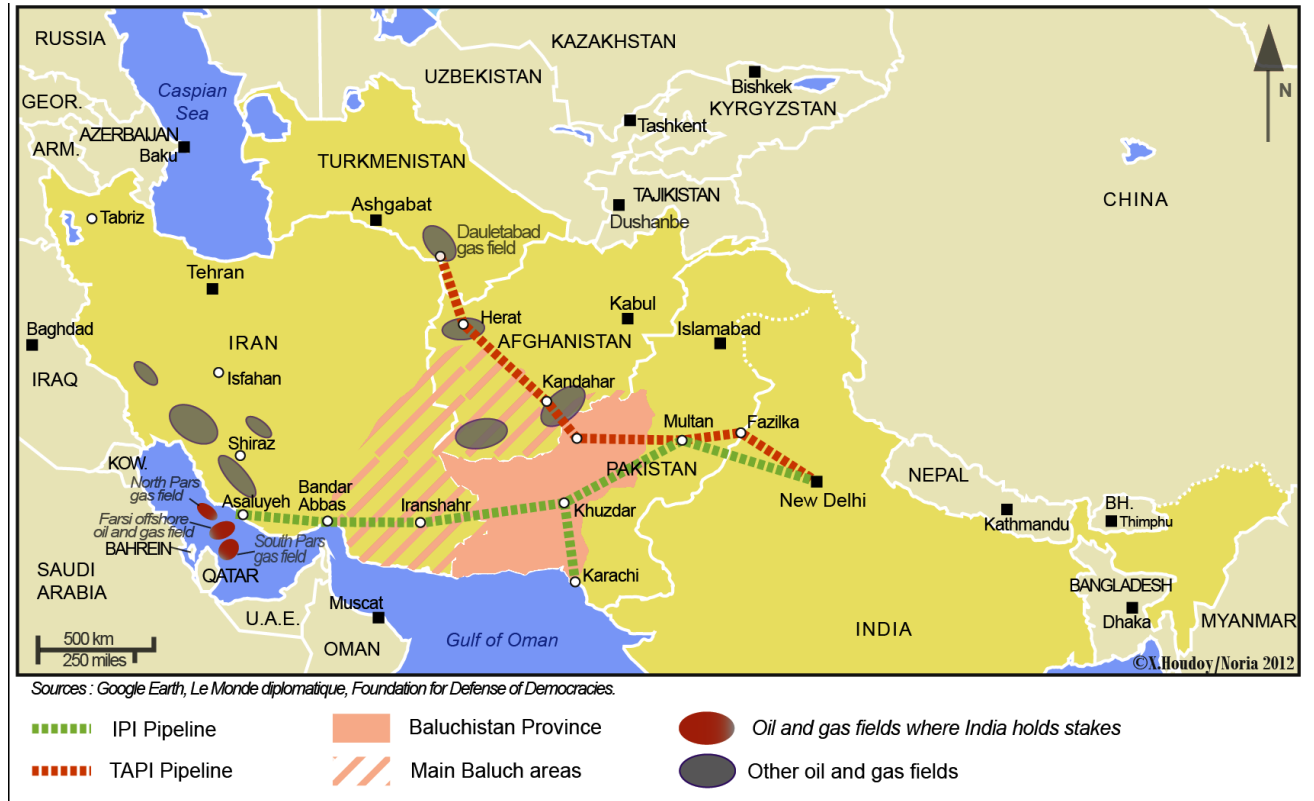 RUSSIA
KAZAKHSTAN
UZBEKISTAN
Caspian
Sea
Bishkek
KYRGYZSTAN
N
GEOR.
Tashkent
AZERBAIJAN
Baku
ARM.
TURKMENISTAN
TAJIKISTAN
Dushanbe
CHINA
Ashgabat
Tabriz
Dauletabad
gas field
Tehran
Kabul
Herat
Islamabad
Baghdad
IRAN
AFGHANISTAN
IRAQ
Isfahan
Kandahar
Multan
Fazilka
Shiraz
KOW.
PAKISTAN
North Pars
gas field
Asaluyeh
Bandar
Abbas
Iranshahr
Khuzdar
New Delhi
NEPAL
Kathmandu
BH.
Thimphu
Farsi offshore
oil and gas field
South Pars
gas field
BAHREIN
QATAR
SAUDI
ARABIA
Karachi
BANGLADESH
Dhaka
MYANMAR
U.A.E.
Muscat
OMAN
Gulf of Oman
INDIA
500 km
250 miles
©X.Houdoy/Noria 2012
Sources : Google Earth, Le Monde diplomatique, Foundation for Defense of Democracies.
IPI Pipeline
Baluchistan Province
Oil and gas fields where India holds stakes
TAPI Pipeline
Main Baluch areas
Other oil and gas fields